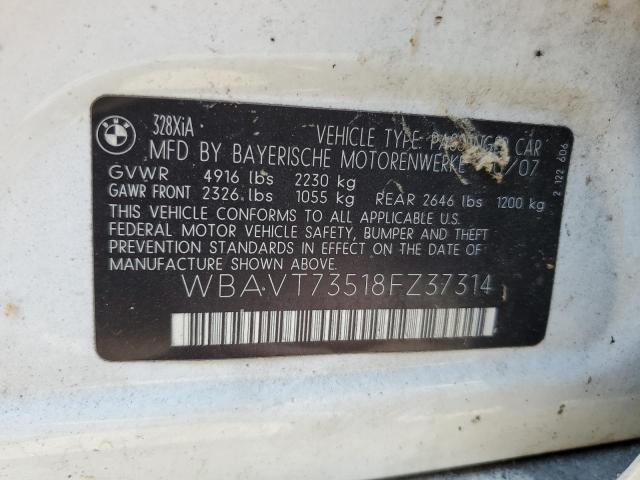 BMW
328XiA
VEHICLE TYPE PASSENGER CAR
MFD BY BAYERISCHE MOTORENWERKE /07
GVWR 4916 lbs 2230 kg
GAWR FRONT 2326 lbs 1055 kg REAR 2646 lbs 1200 kg
THIS VEHICLE CONFORMS TO ALL APPLICABLE U.S.
FEDERAL MOTOR VEHICLE SAFETY, BUMPER AND THEFT
PREVENTION STANDARDS IN EFFECT ON THE DATE OF
MANUFACTURE SHOWN ABOVE.
WBAVT73518FZ37314
2 122 606